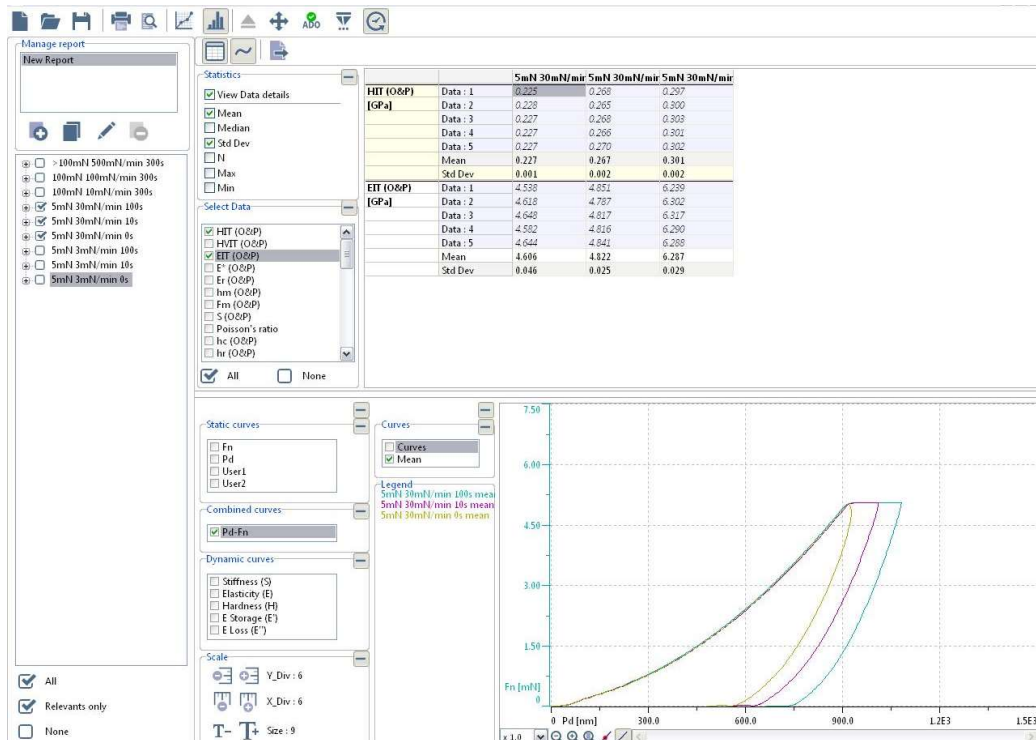 ADO
Manage report
New Report
>100mN 500mN/min 300s
100mN 100mN/min 300s
100mN 10mN/min 300s
5mN 30mN/min 100s
5mN 30mN/min 10s
5mN 30mN/min 0s
5mN 3mN/min 100s
5mN 3mN/min 10s
5mN 3mN/min 0s
All
Relevants only
None
Statistics
View Data details
Mean
Median
Std Dev
N
Max
Min
Select Data
HIT (O&P)
HVIT (O&P)
EIT (O&P)
E* (O&P)
Er (O&P)
hm (O&P)
Fm (O&P)
S (O&P)
Poisson's ratio
hc (O&P)
hr (O&P)
All None
5mN 30mN/min 5mN 30mN/min 5mN 30mN/min
HIT (O&P) Data : 1 0.225 0.268 0.297
[GPa] Data : 2 0.228 0.265 0.300
Data : 3 0.227 0.268 0.303
Data : 4 0.227 0.266 0.301
Data : 5 0.227 0.270 0.302
Mean 0.227 0.267 0.301
Std Dev 0.001 0.002 0.002
EIT (O&P) Data : 1 4.538 4.851 6.239
[GPa] Data : 2 4.618 4.787 6.302
Data : 3 4.648 4.817 6.317
Data : 4 4.582 4.816 6.290
Data : 5 4.644 4.841 6.288
Mean 4.606 4.822 6.287
Std Dev 0.046 0.025 0.029
Static curves
Fn
Pd
User1
User2
Combined curves
Pd-Fn
Dynamic curves
Stiffness (S)
Elasticity (E)
Hardness (H)
E Storage (E')
E Loss (E'')
Scale
Y_Div : 6
X_Div : 6
T- T+ Size : 9
Curves
Curves
Mean
Legend
5mN 30mN/min 100s mean
5mN 30mN/min 10s mean
5mN 30mN/min 0s mean
7.50
6.00
4.50
3.00
1.50
Fn [mN]
0
0 Pd [nm] 300.0 600.0 900.0 1.2E3 1.5E3
x 1.0